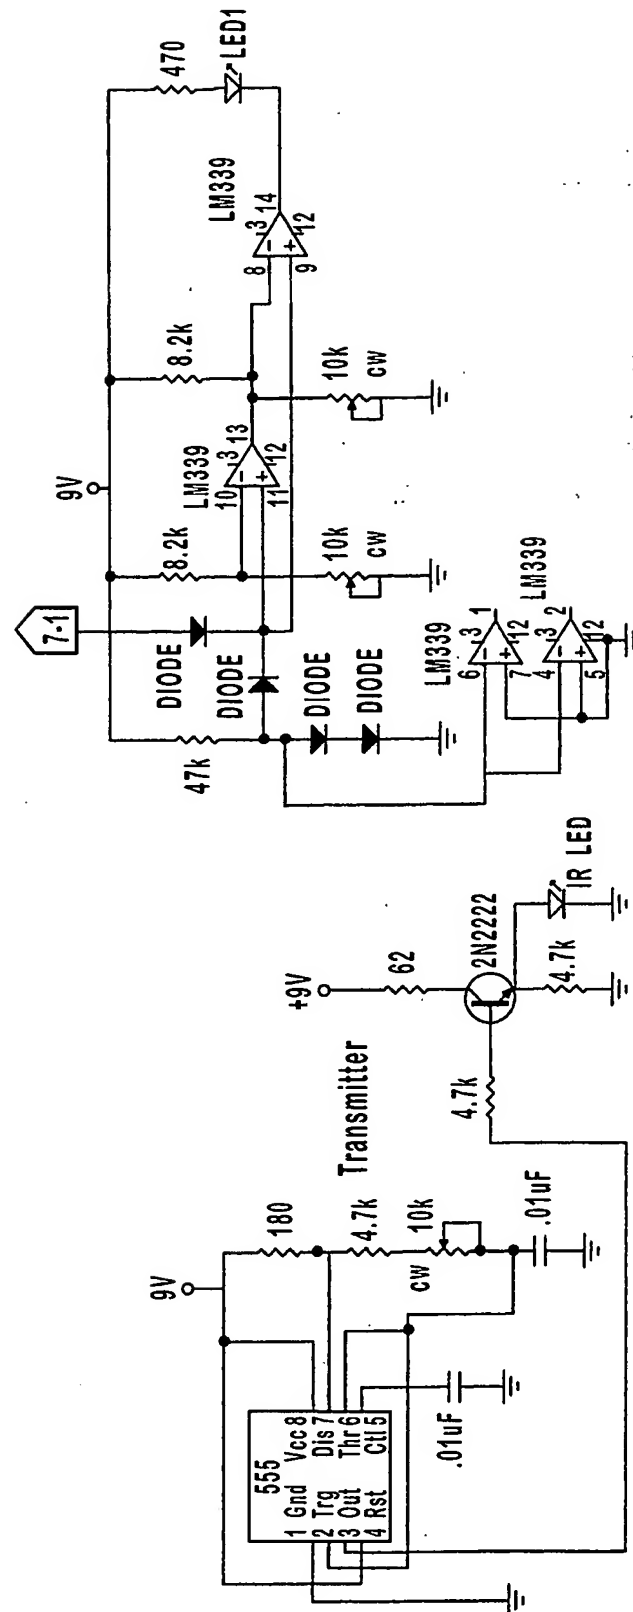 7-1
9V
470
LED1
LM339
8
3
14
9
12
8.2k
10k
cw
LM339
10
3
13
11
12
8.2k
10k
cw
DIODE
DIODE
DIODE
DIODE
47k
LM339
6
3
1
7
12
LM339
4
3
2
5
12
Transmitter
9V
180
4.7k
10k
cw
.01uF
555
1 Gnd Vcc 8
2 Trg Dis 7
3 Out Thr 6
4 Rst Ctl 5
.01uF
+9V
62
2N2222
4.7k
4.7k
IR LED